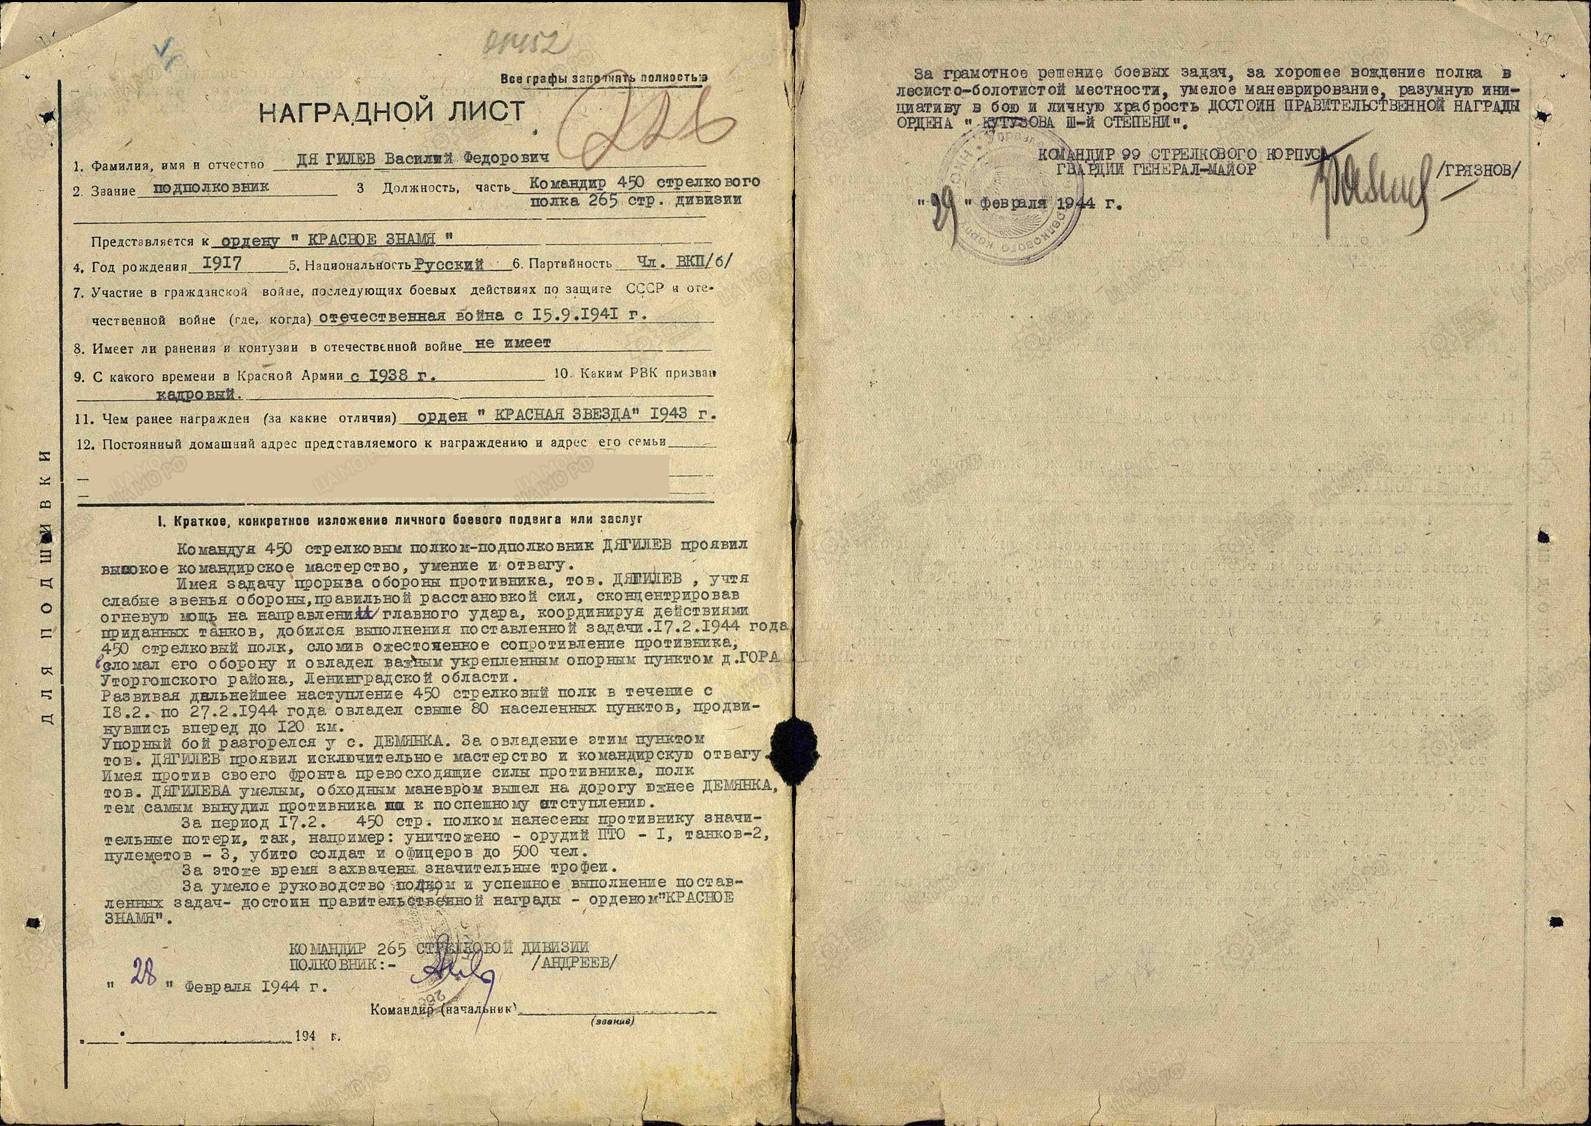 01152
Все графы заполнять полностью
НАГРАДНОЙ ЛИСТ
226
1. Фамилия, имя и отчество ДЯГИЛЕВ Василий Федорович
2 Звание подполковник 3 Должность, часть Командир 450 стрелкового
полка 265 стр. дивизии
Представляется к ордену " КРАСНОЕ ЗНАМЯ "
4. Год рождения 1917 5. Национальность Русский 6. Партийность Чл. ВКП/б/
7. Участие в гражданской войне, последующих боевых действиях по защите СССР и оте-
чественной войне (где, когда) отечественная война с 15.9.1941 г.
8. Имеет ли ранения и контузии в отечественной войне не имеет
9. С какого времени в Красной Армии с 1938 г. 10. Каким РВК призван
кадровый.
11. Чем ранее награжден (за какие отличия) орден " КРАСНАЯ ЗВЕЗДА" 1943 г.
12. Постоянный домашний адрес представляемого к награждению и адрес его семьи
ДЛЯ ПОДШИВКИ
I. Краткое, конкретное изложение личного боевого подвига или заслуг
Командуя 450 стрелковым полком-подполковник ДЯГИЛЕВ проявил
высокое командирское мастерство, умение и отвагу.
Имея задачу прорыва обороны противника, тов. ДЯГИЛЕВ , учтя
слабые звенья обороны,правильной расстановкой сил, сконцентрировав
огневую мощь на направлении главного удара, координируя действиями
приданных танков, добился выполнения поставленной задачи.17.2.1944 года
450 стрелковый полк, сломив ожесточенное сопротивление противника,
взломал его оборону и овладел важным укрепленным опорным пунктом д.ГОРА
Уторгошского района, Ленинградской области.
Развивая дальнейшее наступление 450 стрелковый полк в течение с
18.2. по 27.2.1944 года овладел свыше 80 населенных пунктов, продви-
нувшись вперед до 120 км.
Упорный бой разгорелся у с. ДЕМЯНКА. За овладение этим пунктом
тов. ДЯГИЛЕВ проявил исключительное мастерство и командирскую отвагу.
Имея против своего фронта превосходящие силы противника, полк
тов. ДЯГИЛЕВА умелым, обходным маневром вышел на дорогу южнее ДЕМЯНКА,
тем самым вынудил противника к поспешному отступлению.
За период 17.2. 450 стр. полком нанесены противнику значи-
тельные потери, так, например: уничтожено - орудий ПТО - I, танков-2,
пулеметов - 3, убито солдат и офицеров до 500 чел.
За этоже время захвачены значительные трофеи.
За умелое руководство полком и успешное выполнение постав-
ленных задач- достоин правительственной награды - орденом"КРАСНОЕ
ЗНАМЯ".
КОМАНДИР 265 СТРЕЛКОВОЙ ДИВИЗИИ
ПОЛКОВНИК:- /АНДРЕЕВ/
" 28 " Февраля 1944 г.
Командир (начальник)
(звание)
194 г.
За грамотное решение боевых задач, за хорошее вождение полка в
лесисто-болотистой местности, умелое маневрирование, разумную ини-
циативу в бою и личную храбрость ДОСТОИН ПРАВИТЕЛЬСТВЕННОЙ НАГРАДЫ
ОРДЕНА " КУТУЗОВА Ш-й СТЕПЕНИ".
КОМАНДИР 99 СТРЕЛКОВОГО КОРПУСА
ГВАРДИИ ГЕНЕРАЛ-МАЙОР /ГРЯЗНОВ/
" 29 " Февраля 1944 г.